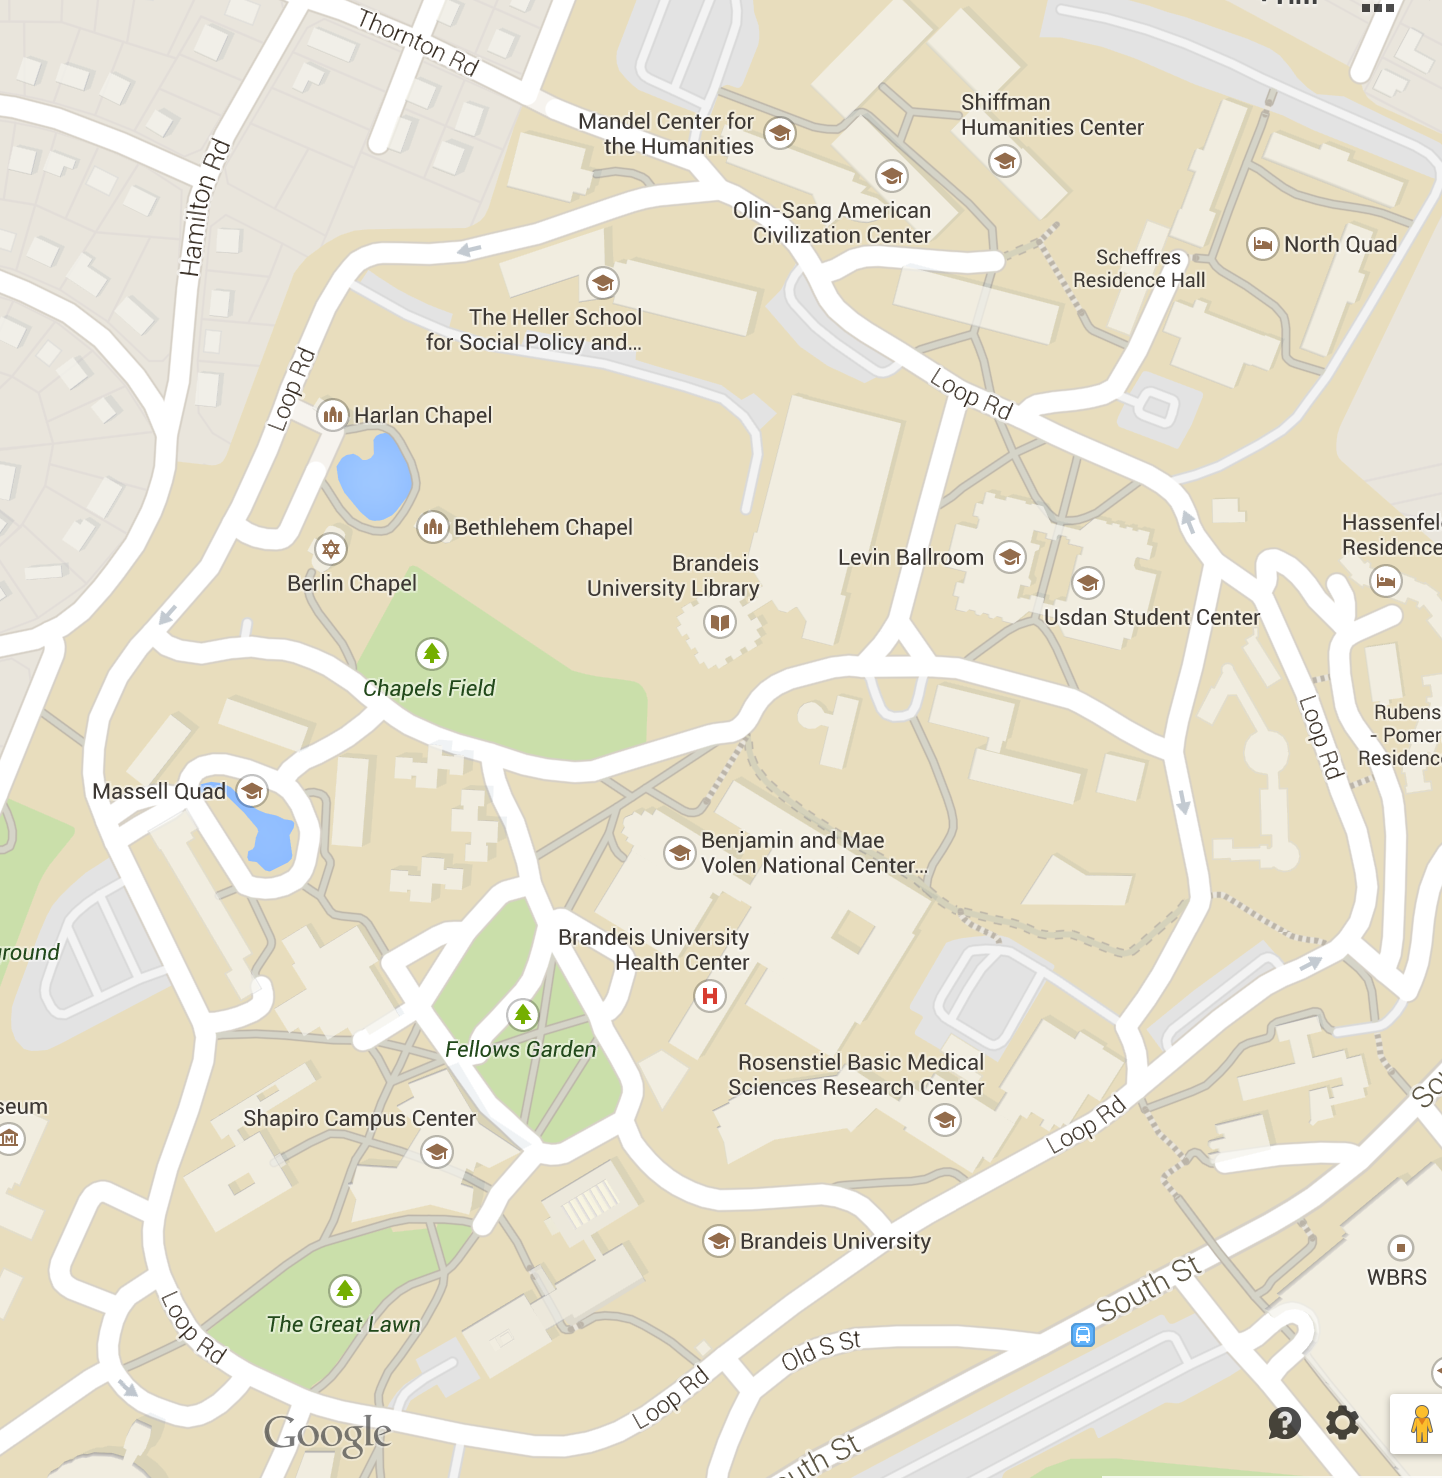 Thornton Rd
Mandel Center for
the Humanities
Shiffman
Humanities Center
Hamilton Rd
Olin-Sang American
Civilization Center
North Quad
Scheffres
Residence Hall
The Heller School
for Social Policy and...
Loop Rd
Loop Rd
Harlan Chapel
Bethlehem Chapel
Berlin Chapel
Brandeis
University Library
Levin Ballroom
Hassenfel
Residence
Usdan Student Center
Chapels Field
Loop Rd
Rubens
- Pomer
Residence
Massell Quad
Benjamin and Mae
Volen National Center...
round
Brandeis University
Health Center
H
Fellows Garden
Rosenstiel Basic Medical
Sciences Research Center
Loop Rd
Sou
seum
M
Shapiro Campus Center
Brandeis University
WBRS
South St
The Great Lawn
Loop Rd
Old S St
Loop Rd
Google
outh St
?